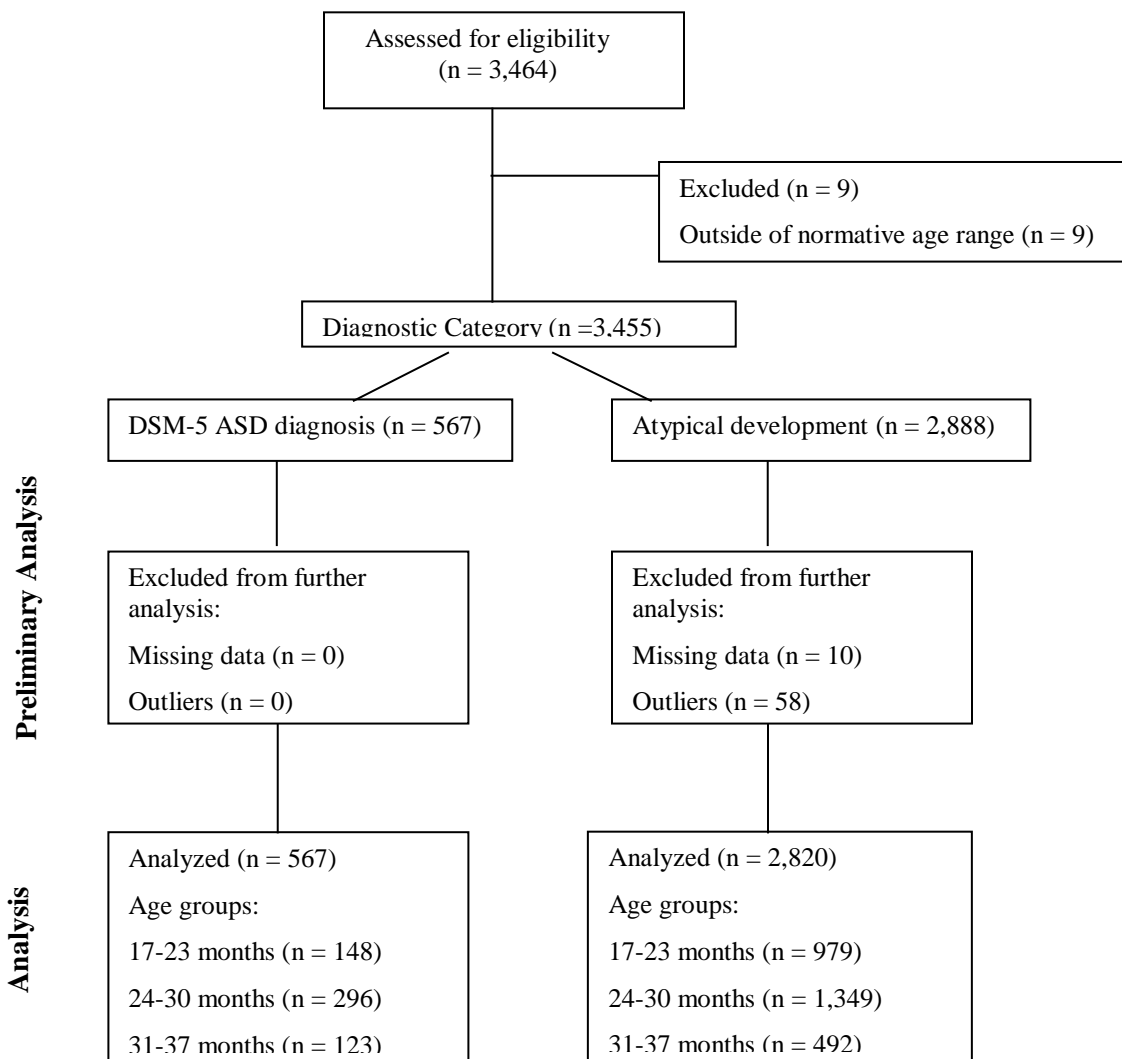 Assessed for eligibility
(n = 3,464)
Excluded (n = 9)
Outside of normative age range (n = 9)
Diagnostic Category (n =3,455)
DSM-5 ASD diagnosis (n = 567)
Atypical development (n = 2,888)
Preliminary Analysis
Excluded from further
analysis:
Missing data (n = 0)
Outliers (n = 0)
Excluded from further
analysis:
Missing data (n = 10)
Outliers (n = 58)
Analysis
Analyzed (n = 567)
Age groups:
17-23 months (n = 148)
24-30 months (n = 296)
31-37 months (n = 123)
Analyzed (n = 2,820)
Age groups:
17-23 months (n = 979)
24-30 months (n = 1,349)
31-37 months (n = 492)